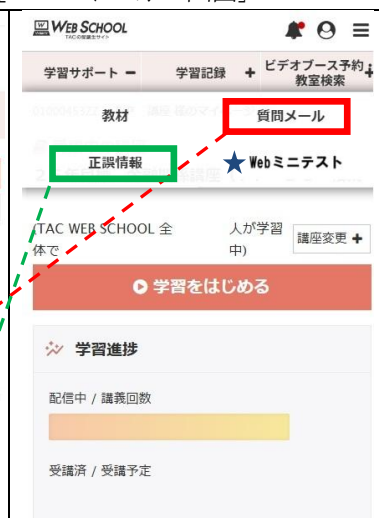 WEB SCHOOL
TACの受講生サイト
学習サポート ー
学習記録 +
ビデオブース予約・
教室検索 +
教材
質問メール
正誤情報
★Webミニテスト
(TAC WEB SCHOOL 全体で
人が学習中)
講座変更 +
学習をはじめる
学習進捗
配信中 / 講義回数
受講済 / 受講予定